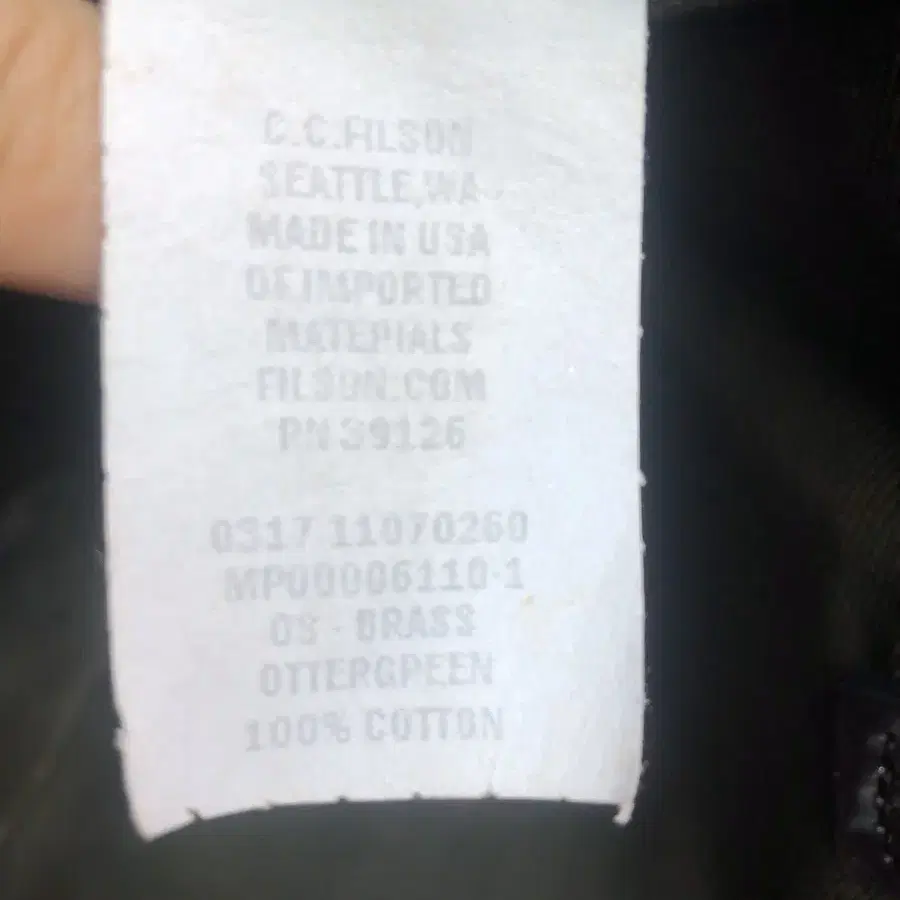 C.C.FILSON
SEATTLE,WA
MADE IN USA
OF IMPORTED
MATERIALS
FILSON.COM
PN 39126
0317 11070260
MP00006110-1
OS - BRASS
OTTERGREEN
100% COTTON